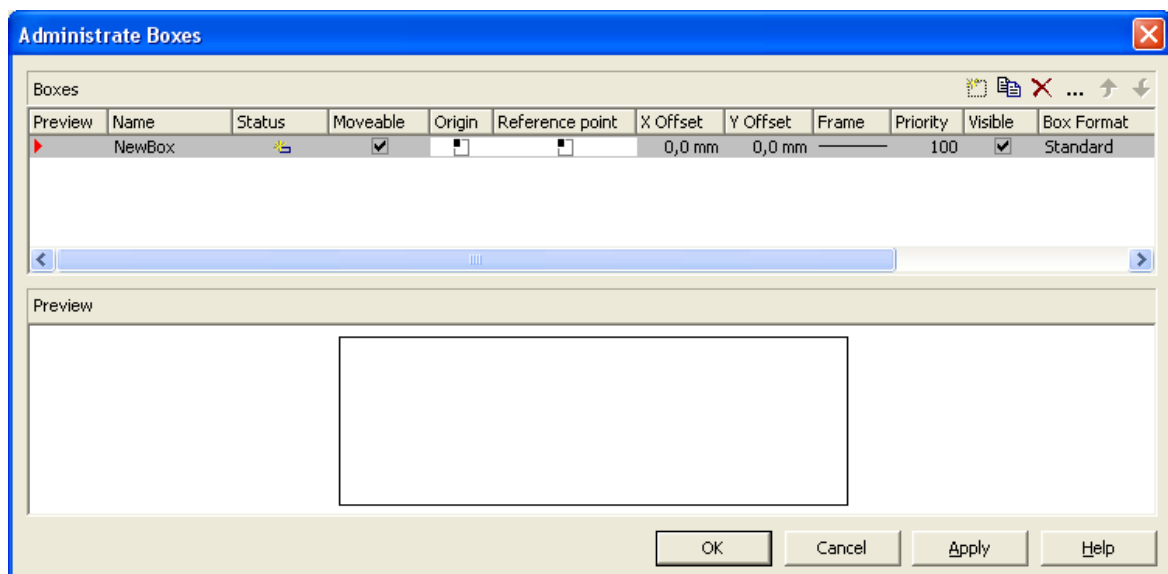 Administrate Boxes
Boxes
...
Preview Name Status Moveable Origin Reference point X Offset Y Offset Frame Priority Visible Box Format
NewBox 0,0 mm 0,0 mm 100 Standard
Preview
OK Cancel Apply Help